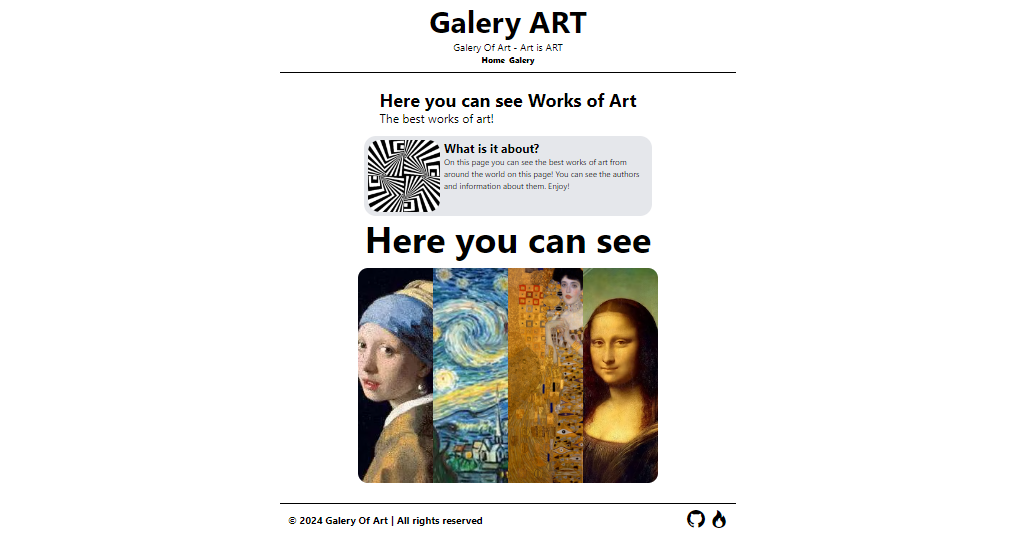 Galery ART
Galery Of Art - Art is ART
Home Galery
Here you can see Works of Art
The best works of art!
What is it about?
On this page you can see the best works of art from
around the world on this page! You can see the authors
and information about them. Enjoy!
Here you can see
© 2024 Galery Of Art | All rights reserved